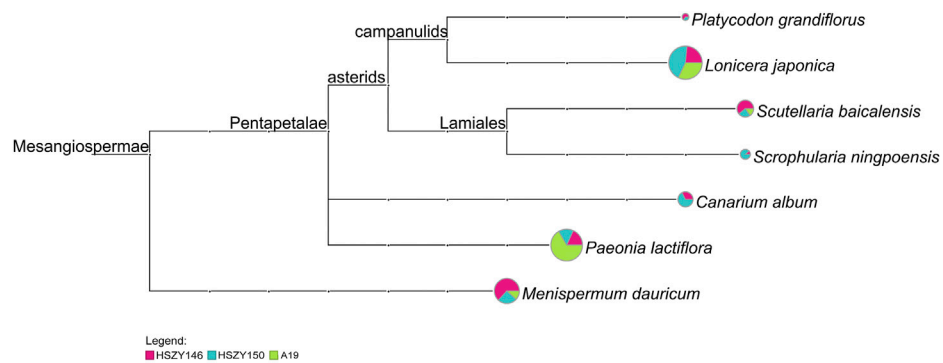 Platycodon grandiflorus
campanulids
Lonicera japonica
asterids
Scutellaria baicalensis
Pentapetalae
Lamiales
Mesangiospermae
Scrophularia ningpoensis
Canarium album
Paeonia lactiflora
Menispermum dauricum
Legend:
HSZY146 HSZY150 A19